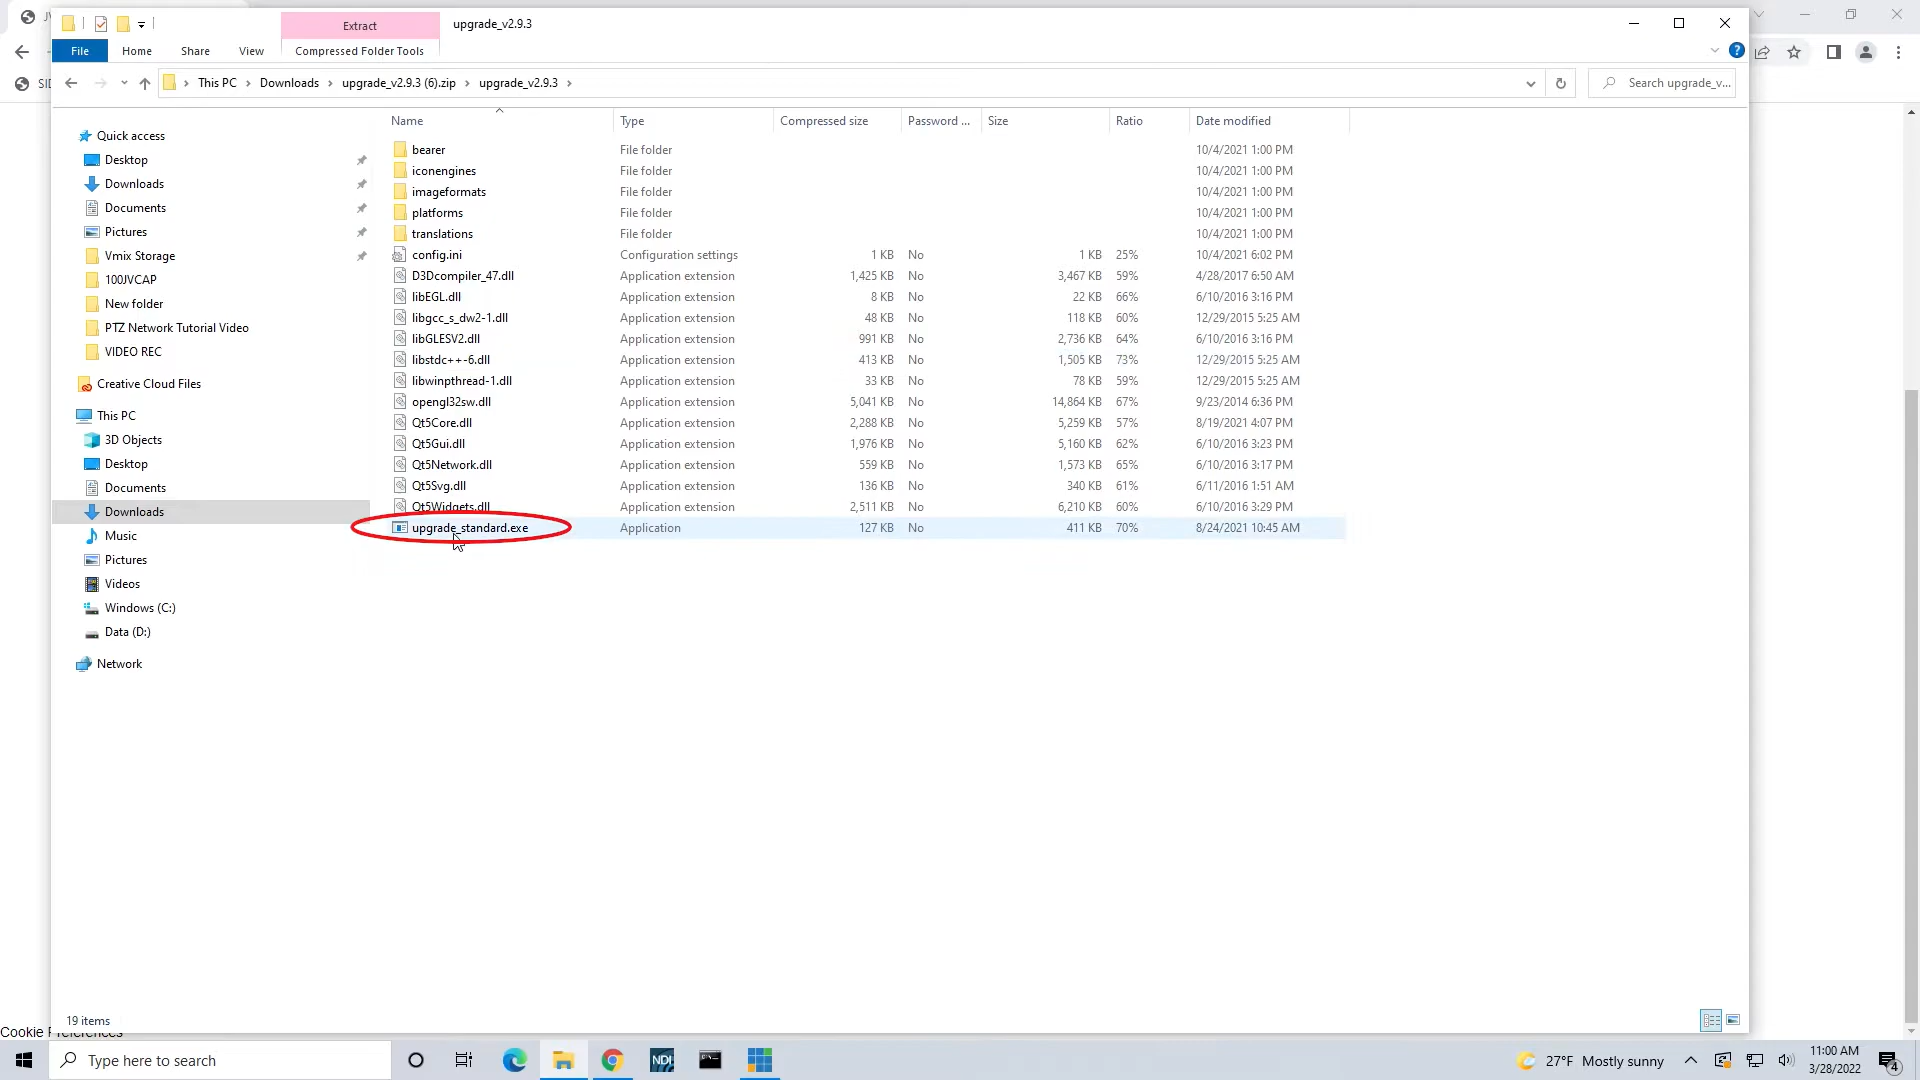 Extract
upgrade_v2.9.3
File Home Share View Compressed Folder Tools
This PC Downloads upgrade_v2.9.3 (6).zip upgrade_v2.9.3 Search upgrade_v...
Name Type Compressed size Password ... Size Ratio Date modified
Quick access
Desktop
Downloads
Documents
Pictures
Vmix Storage
100JVCAP
New folder
PTZ Network Tutorial Video
VIDEO REC
Creative Cloud Files
This PC
3D Objects
Desktop
Documents
Downloads
Music
Pictures
Videos
Windows (C:)
Data (D:)
Network
bearer File folder 10/4/2021 1:00 PM
iconengines File folder 10/4/2021 1:00 PM
imageformats File folder 10/4/2021 1:00 PM
platforms File folder 10/4/2021 1:00 PM
translations File folder 10/4/2021 1:00 PM
config.ini Configuration settings 1 KB No 1 KB 25% 10/4/2021 6:02 PM
D3Dcompiler_47.dll Application extension 1,425 KB No 3,467 KB 59% 4/28/2017 6:50 AM
libEGL.dll Application extension 8 KB No 22 KB 66% 6/10/2016 3:16 PM
libgcc_s_dw2-1.dll Application extension 48 KB No 118 KB 60% 12/29/2015 5:25 AM
libGLESV2.dll Application extension 991 KB No 2,736 KB 64% 6/10/2016 3:16 PM
libstdc++-6.dll Application extension 413 KB No 1,505 KB 73% 12/29/2015 5:25 AM
libwinpthread-1.dll Application extension 33 KB No 78 KB 59% 12/29/2015 5:25 AM
opengl32sw.dll Application extension 5,041 KB No 14,864 KB 67% 9/23/2014 6:36 PM
Qt5Core.dll Application extension 2,288 KB No 5,259 KB 57% 8/19/2021 4:07 PM
Qt5Gui.dll Application extension 1,976 KB No 5,160 KB 62% 6/10/2016 3:23 PM
Qt5Network.dll Application extension 559 KB No 1,573 KB 65% 6/10/2016 3:17 PM
Qt5Svg.dll Application extension 136 KB No 340 KB 61% 6/11/2016 1:51 AM
Qt5Widgets.dll Application extension 2,511 KB No 6,210 KB 60% 6/10/2016 3:29 PM
upgrade_standard.exe Application 127 KB No 411 KB 70% 8/24/2021 10:45 AM
19 items
Cookie Preferences
Type here to search NDI 27°F Mostly sunny 11:00 AM
3/28/2022 4